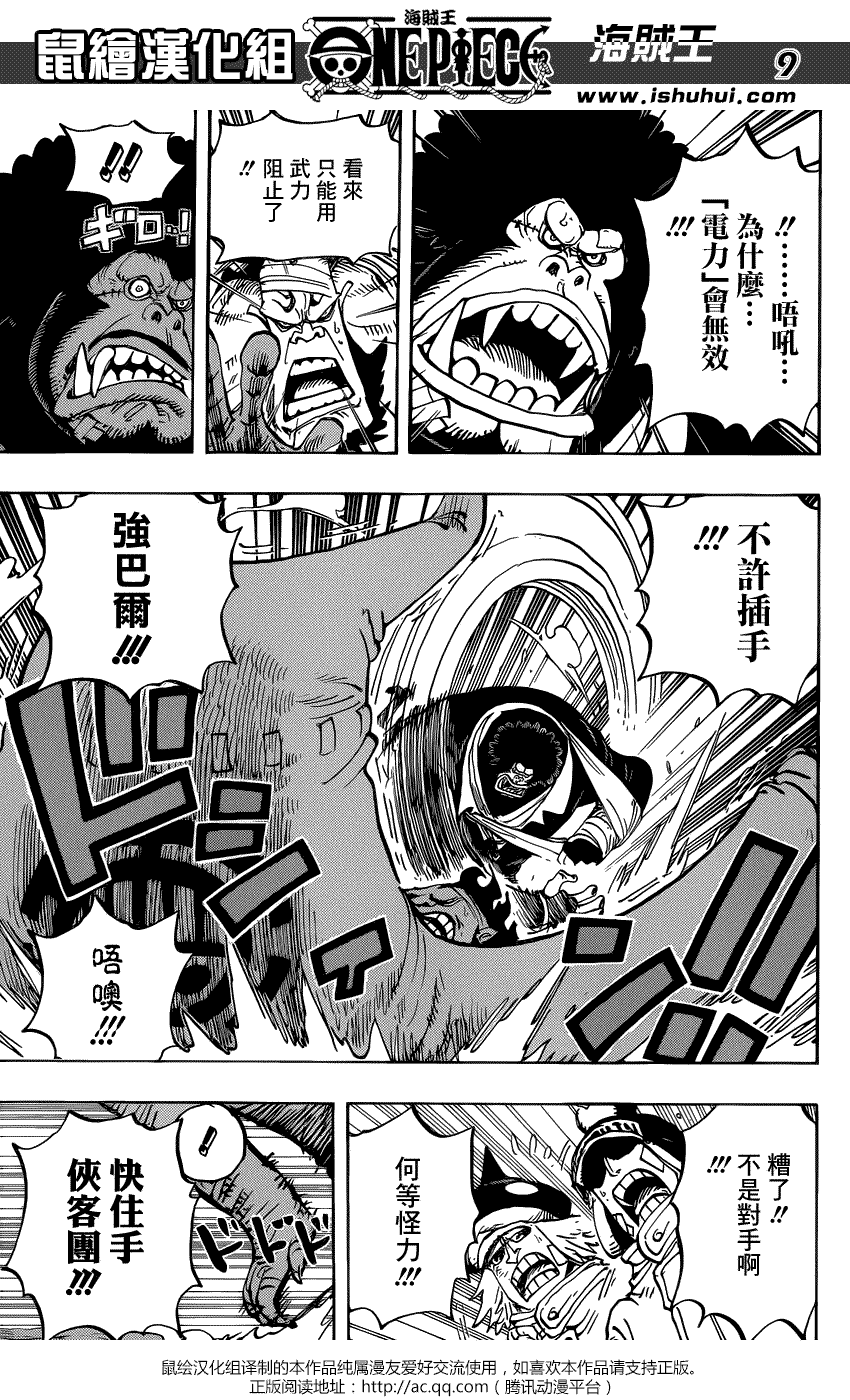 鼠繪漢化組
海賊王
ONE PIECE
海賊王
9
www.ishuhui.com
!!……唔吼…
為什麼…
「電力」會無效
!!!
看來
只能用
武力
阻止了
!!
!!
ギロ〜!
不許插手
!!!
強巴爾
!!!
ドドォン!!
唔噢
!!!
糟了!!
不是對手啊
!!!
何等怪力
!!!
!
ドドドド
快住手
俠客團
!!!
鼠绘汉化组译制的本作品纯属漫友爱好交流使用，如喜欢本作品请支持正版。
正版阅读地址：http://ac.qq.com（腾讯动漫平台）